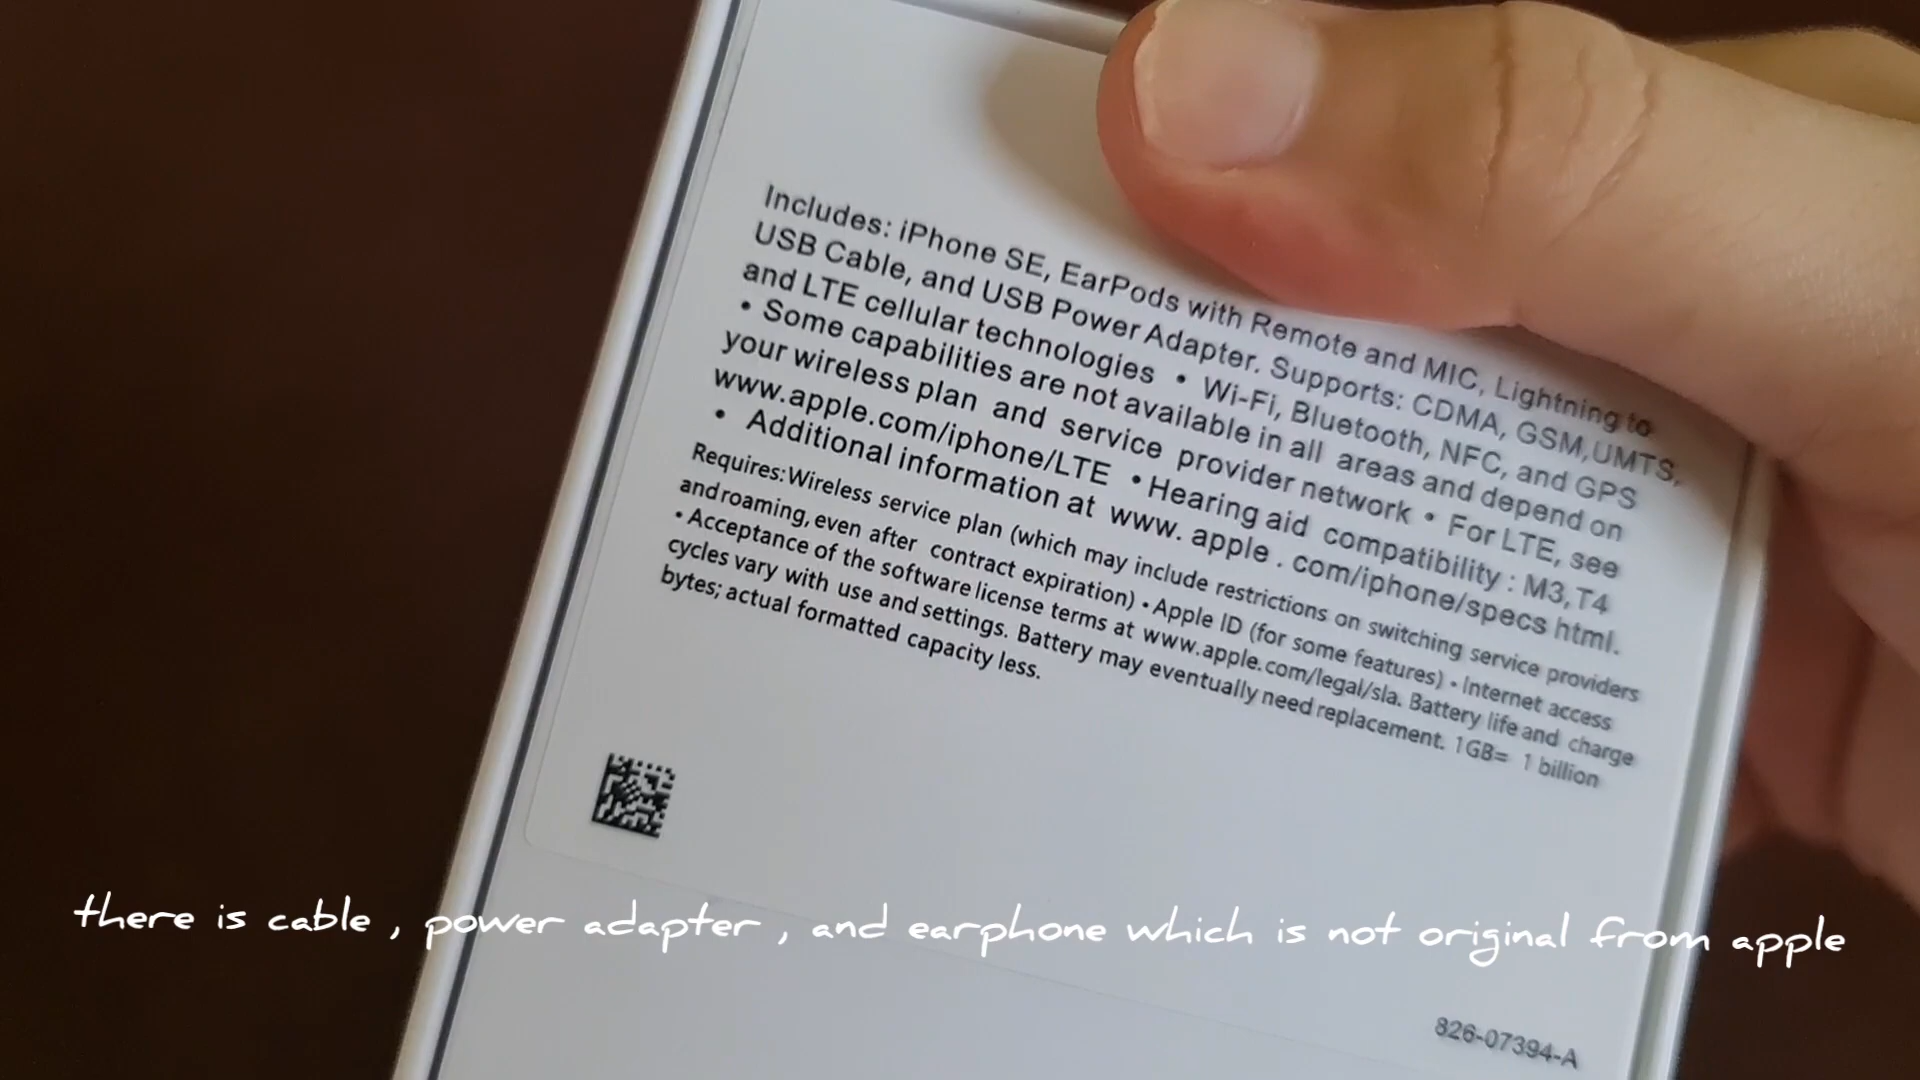 Includes: iPhone SE, EarPods with Remote and MIC, Lightning to
USB Cable, and USB Power Adapter. Supports: CDMA, GSM,UMTS,
and LTE cellular technologies • Wi-Fi, Bluetooth, NFC, and GPS
• Some capabilities are not available in all areas and depend on
your wireless plan and service provider network • For LTE, see
www.apple.com/iphone/LTE • Hearing aid compatibility : M3,T4
• Additional information at www. apple . com/iphone/specs html.
Requires:Wireless service plan (which may include restrictions on switching service providers
and roaming, even after contract expiration) • Apple ID (for some features) • Internet access
• Acceptance of the software license terms at www.apple.com/legal/sla. Battery life and charge
cycles vary with use and settings. Battery may eventually need replacement. 1GB= 1 billion
bytes; actual formatted capacity less.
there is cable , power adapter , and earphone which is not original from apple
826-07394-A